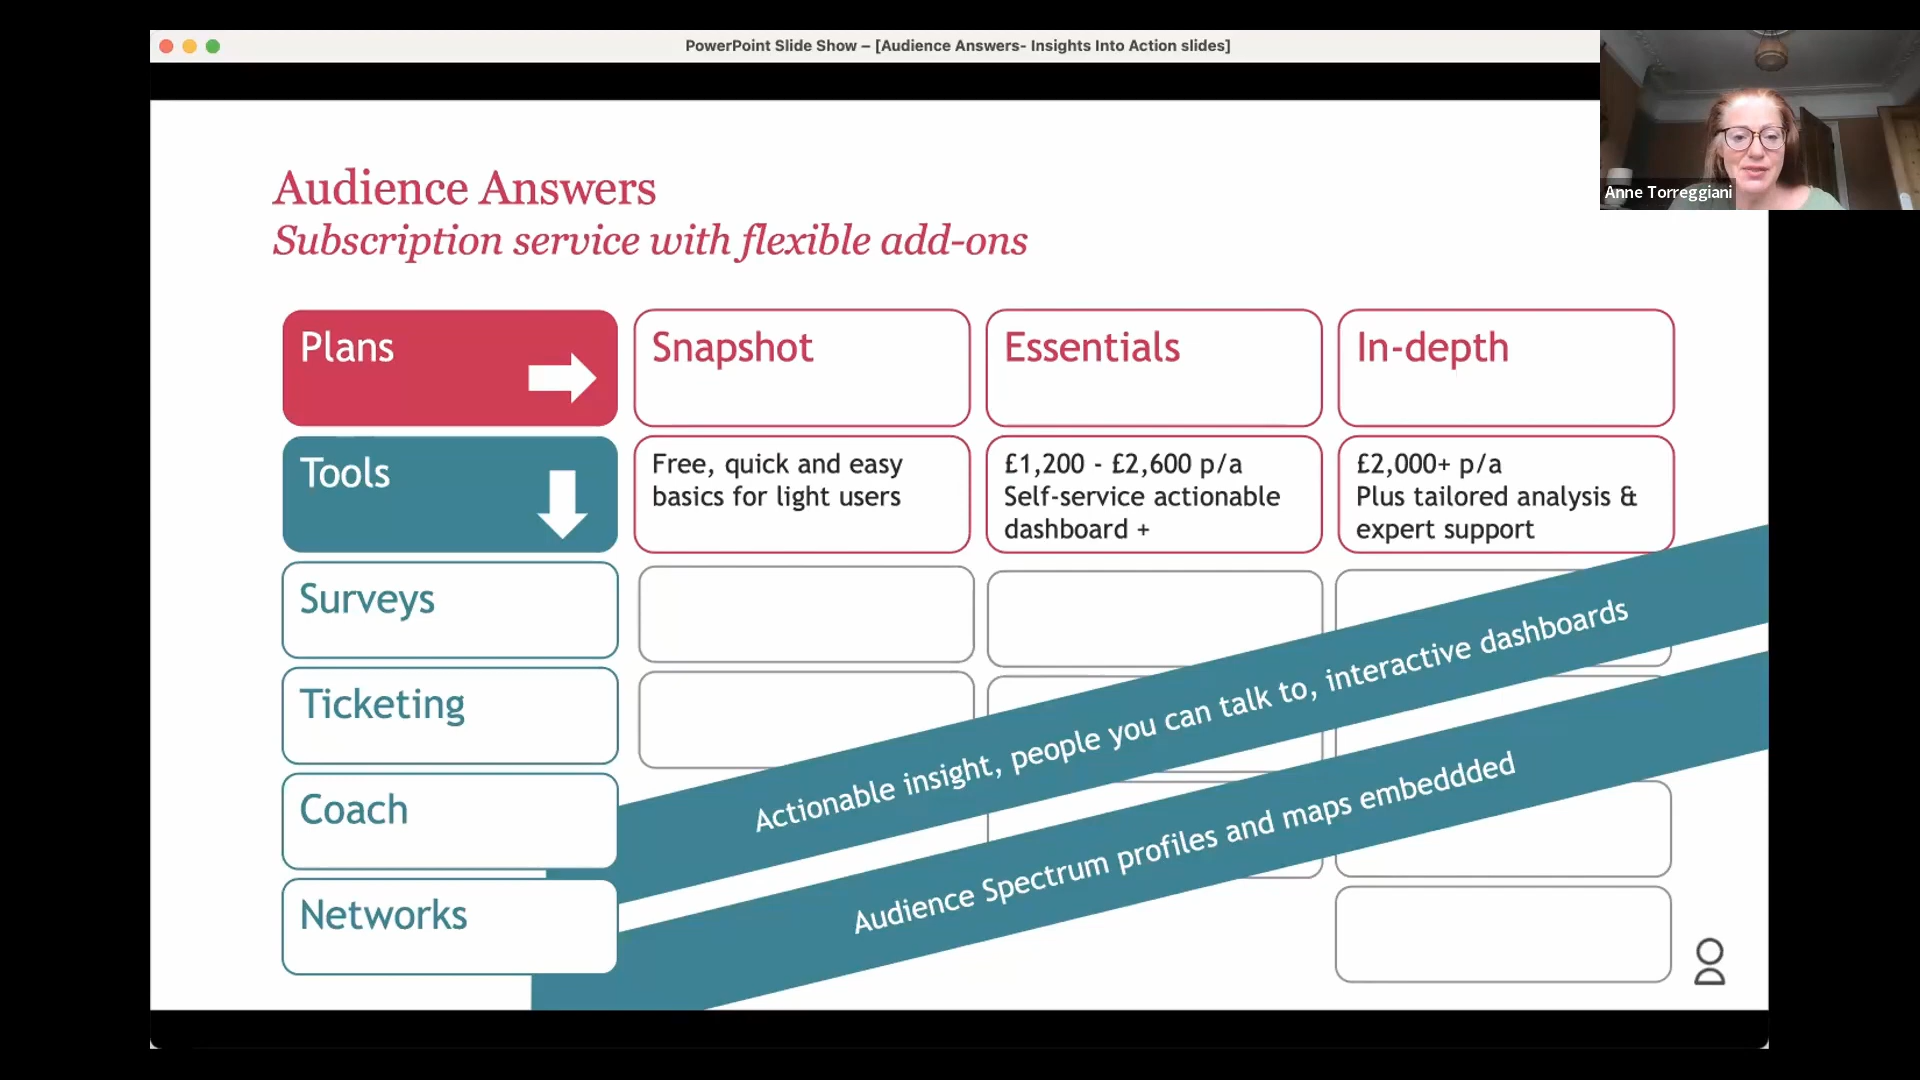 PowerPoint Slide Show – [Audience Answers- Insights Into Action slides]
Anne Torreggiani
Audience Answers
Subscription service with flexible add-ons
Plans
Snapshot
Essentials
In-depth
Tools
Free, quick and easy
basics for light users
£1,200 - £2,600 p/a
Self-service actionable
dashboard +
£2,000+ p/a
Plus tailored analysis &
expert support
Surveys
Ticketing
Coach
Networks
Actionable insight, people you can talk to, interactive dashboards
Audience Spectrum profiles and maps embeddded